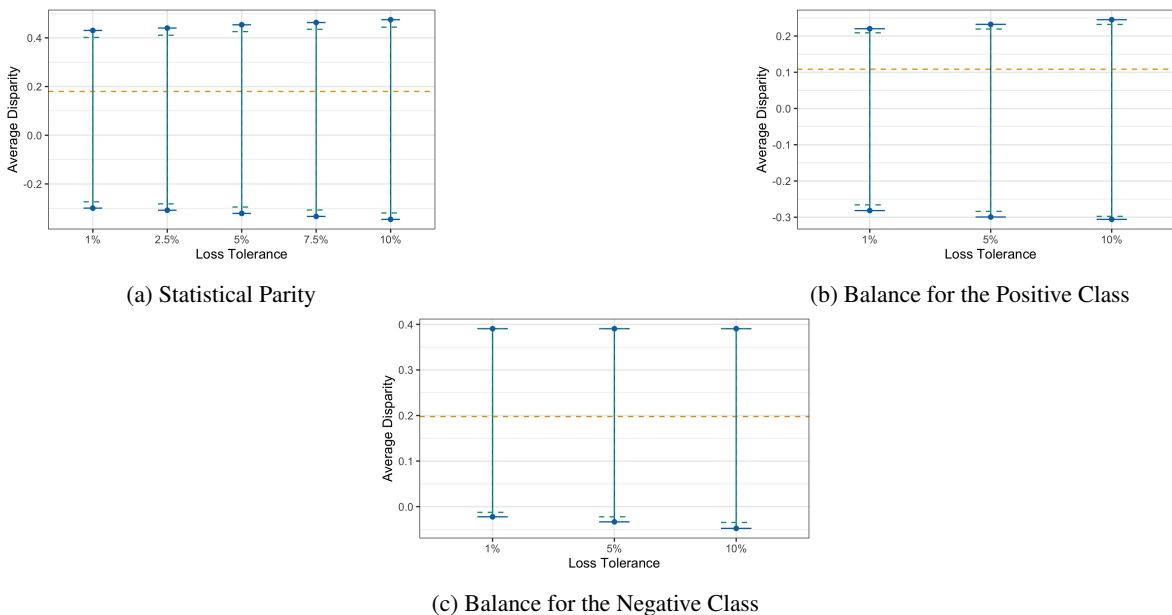 Average Disparity
0.4
0.2
0.0
-0.2
1%
2.5%
5%
7.5%
10%
Loss Tolerance
(a) Statistical Parity
Average Disparity
0.2
0.1
0.0
-0.1
-0.2
-0.3
1%
5%
10%
Loss Tolerance
(b) Balance for the Positive Class
Average Disparity
0.4
0.3
0.2
0.1
0.0
1%
5%
10%
Loss Tolerance
(c) Balance for the Negative Class